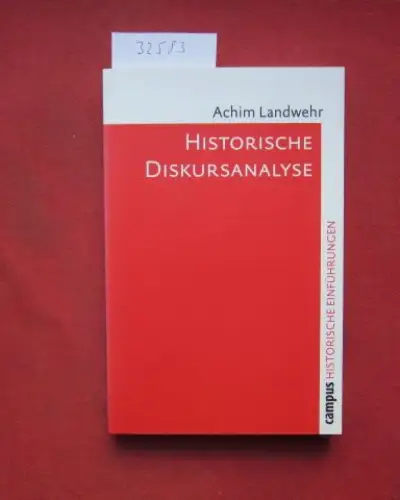 32583
Achim Landwehr
HISTORISCHE
DISKURSANALYSE
campus HISTORISCHE EINFÜHRUNGEN